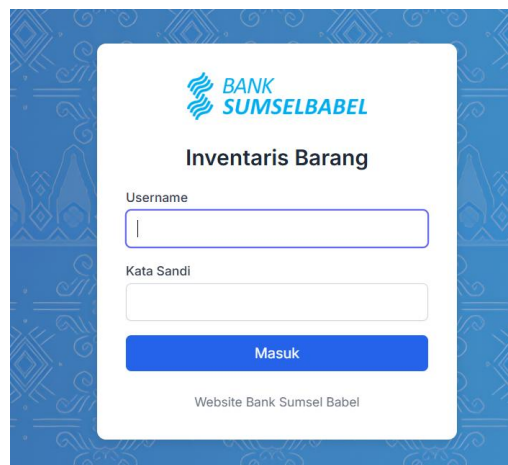 BANK
SUMSELBABEL
Inventaris Barang
Username
Kata Sandi
Masuk
Website Bank Sumsel Babel